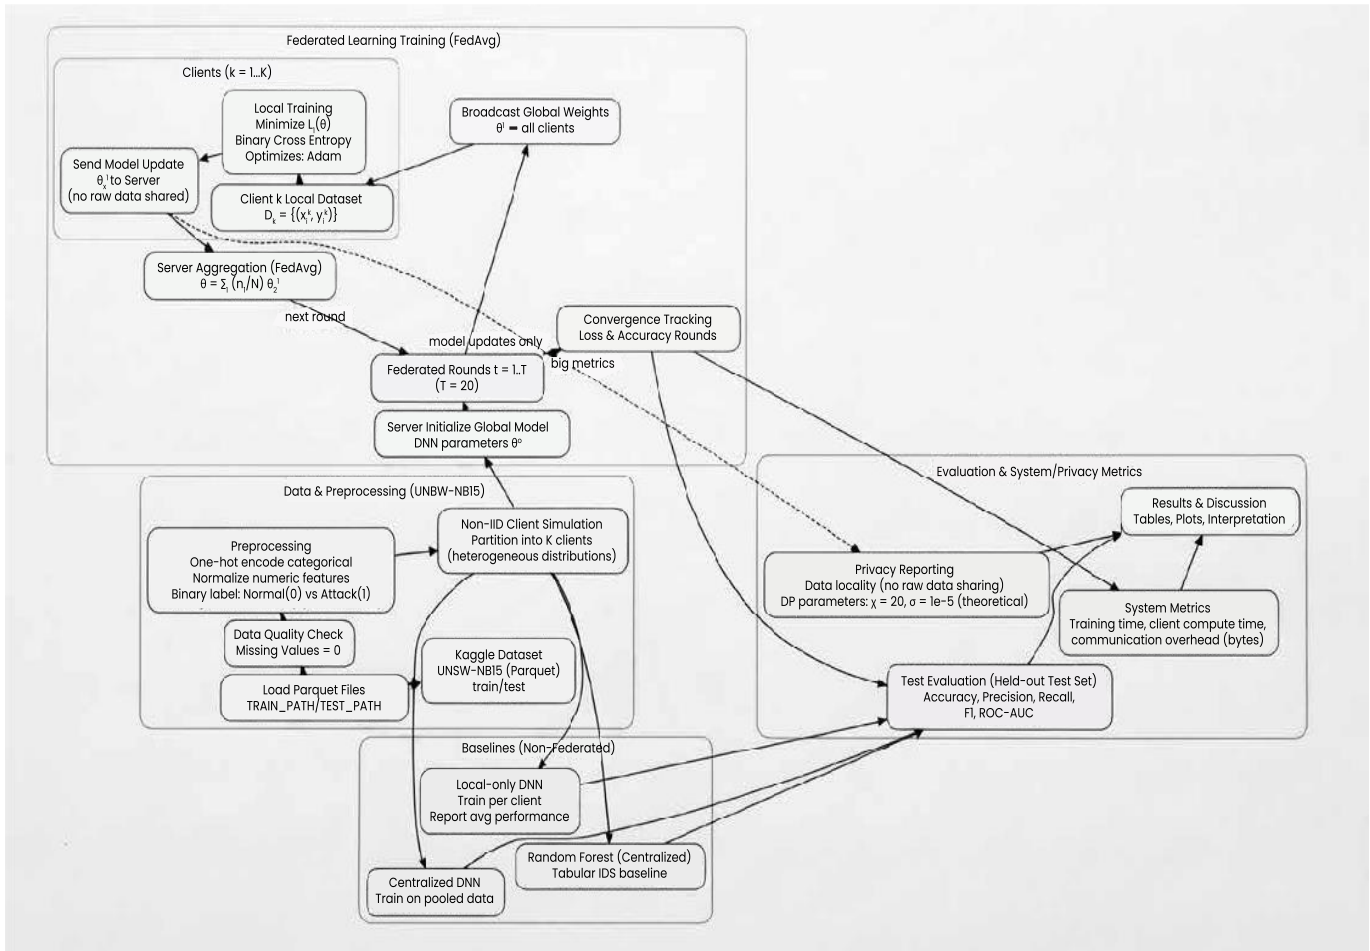 Federated Learning Training (FedAvg)
Clients (k = 1...K)
Local Training
Minimize Lᵢ(θ)
Binary Cross Entropy
Optimizes: Adam
Broadcast Global Weights
θᵗ = all clients
Send Model Update
θₓ¹ to Server
(no raw data shared)
Client k Local Dataset
Dₖ = {(xᵢᵏ, yᵢᵏ)}
Server Aggregation (FedAvg)
θ = Σᵢ (nᵢ/N) θ₂¹
next round
Convergence Tracking
Loss & Accuracy Rounds
model updates only
big metrics
Federated Rounds t = 1..T
(T = 20)
Server Initialize Global Model
DNN parameters θ⁰
Data & Preprocessing (UNBW-NB15)
Non-IID Client Simulation
Partition into K clients
(heterogeneous distributions)
Preprocessing
One-hot encode categorical
Normalize numeric features
Binary label: Normal(0) vs Attack(1)
Data Quality Check
Missing Values = 0
Load Parquet Files
TRAIN_PATH/TEST_PATH
Kaggle Dataset
UNSW-NB15 (Parquet)
train/test
Evaluation & System/Privacy Metrics
Results & Discussion
Tables, Plots, Interpretation
Privacy Reporting
Data locality (no raw data sharing)
DP parameters: χ = 20, σ = 1e-5 (theoretical)
System Metrics
Training time, client compute time,
communication overhead (bytes)
Test Evaluation (Held-out Test Set)
Accuracy, Precision, Recall,
F1, ROC-AUC
Baselines (Non-Federated)
Local-only DNN
Train per client
Report avg performance
Random Forest (Centralized)
Tabular IDS baseline
Centralized DNN
Train on pooled data